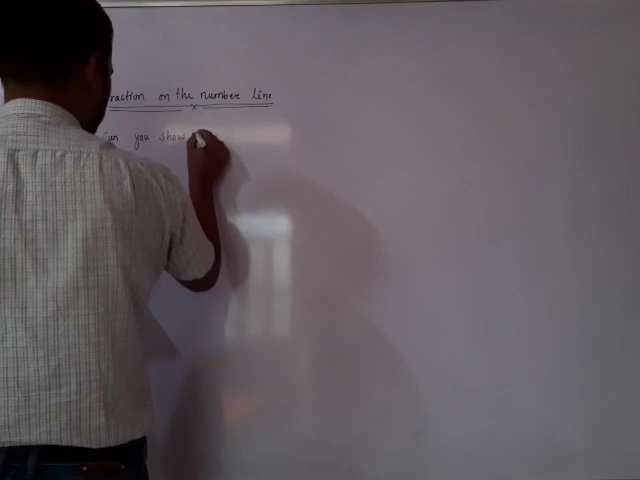 raction on the number line
x
an you show